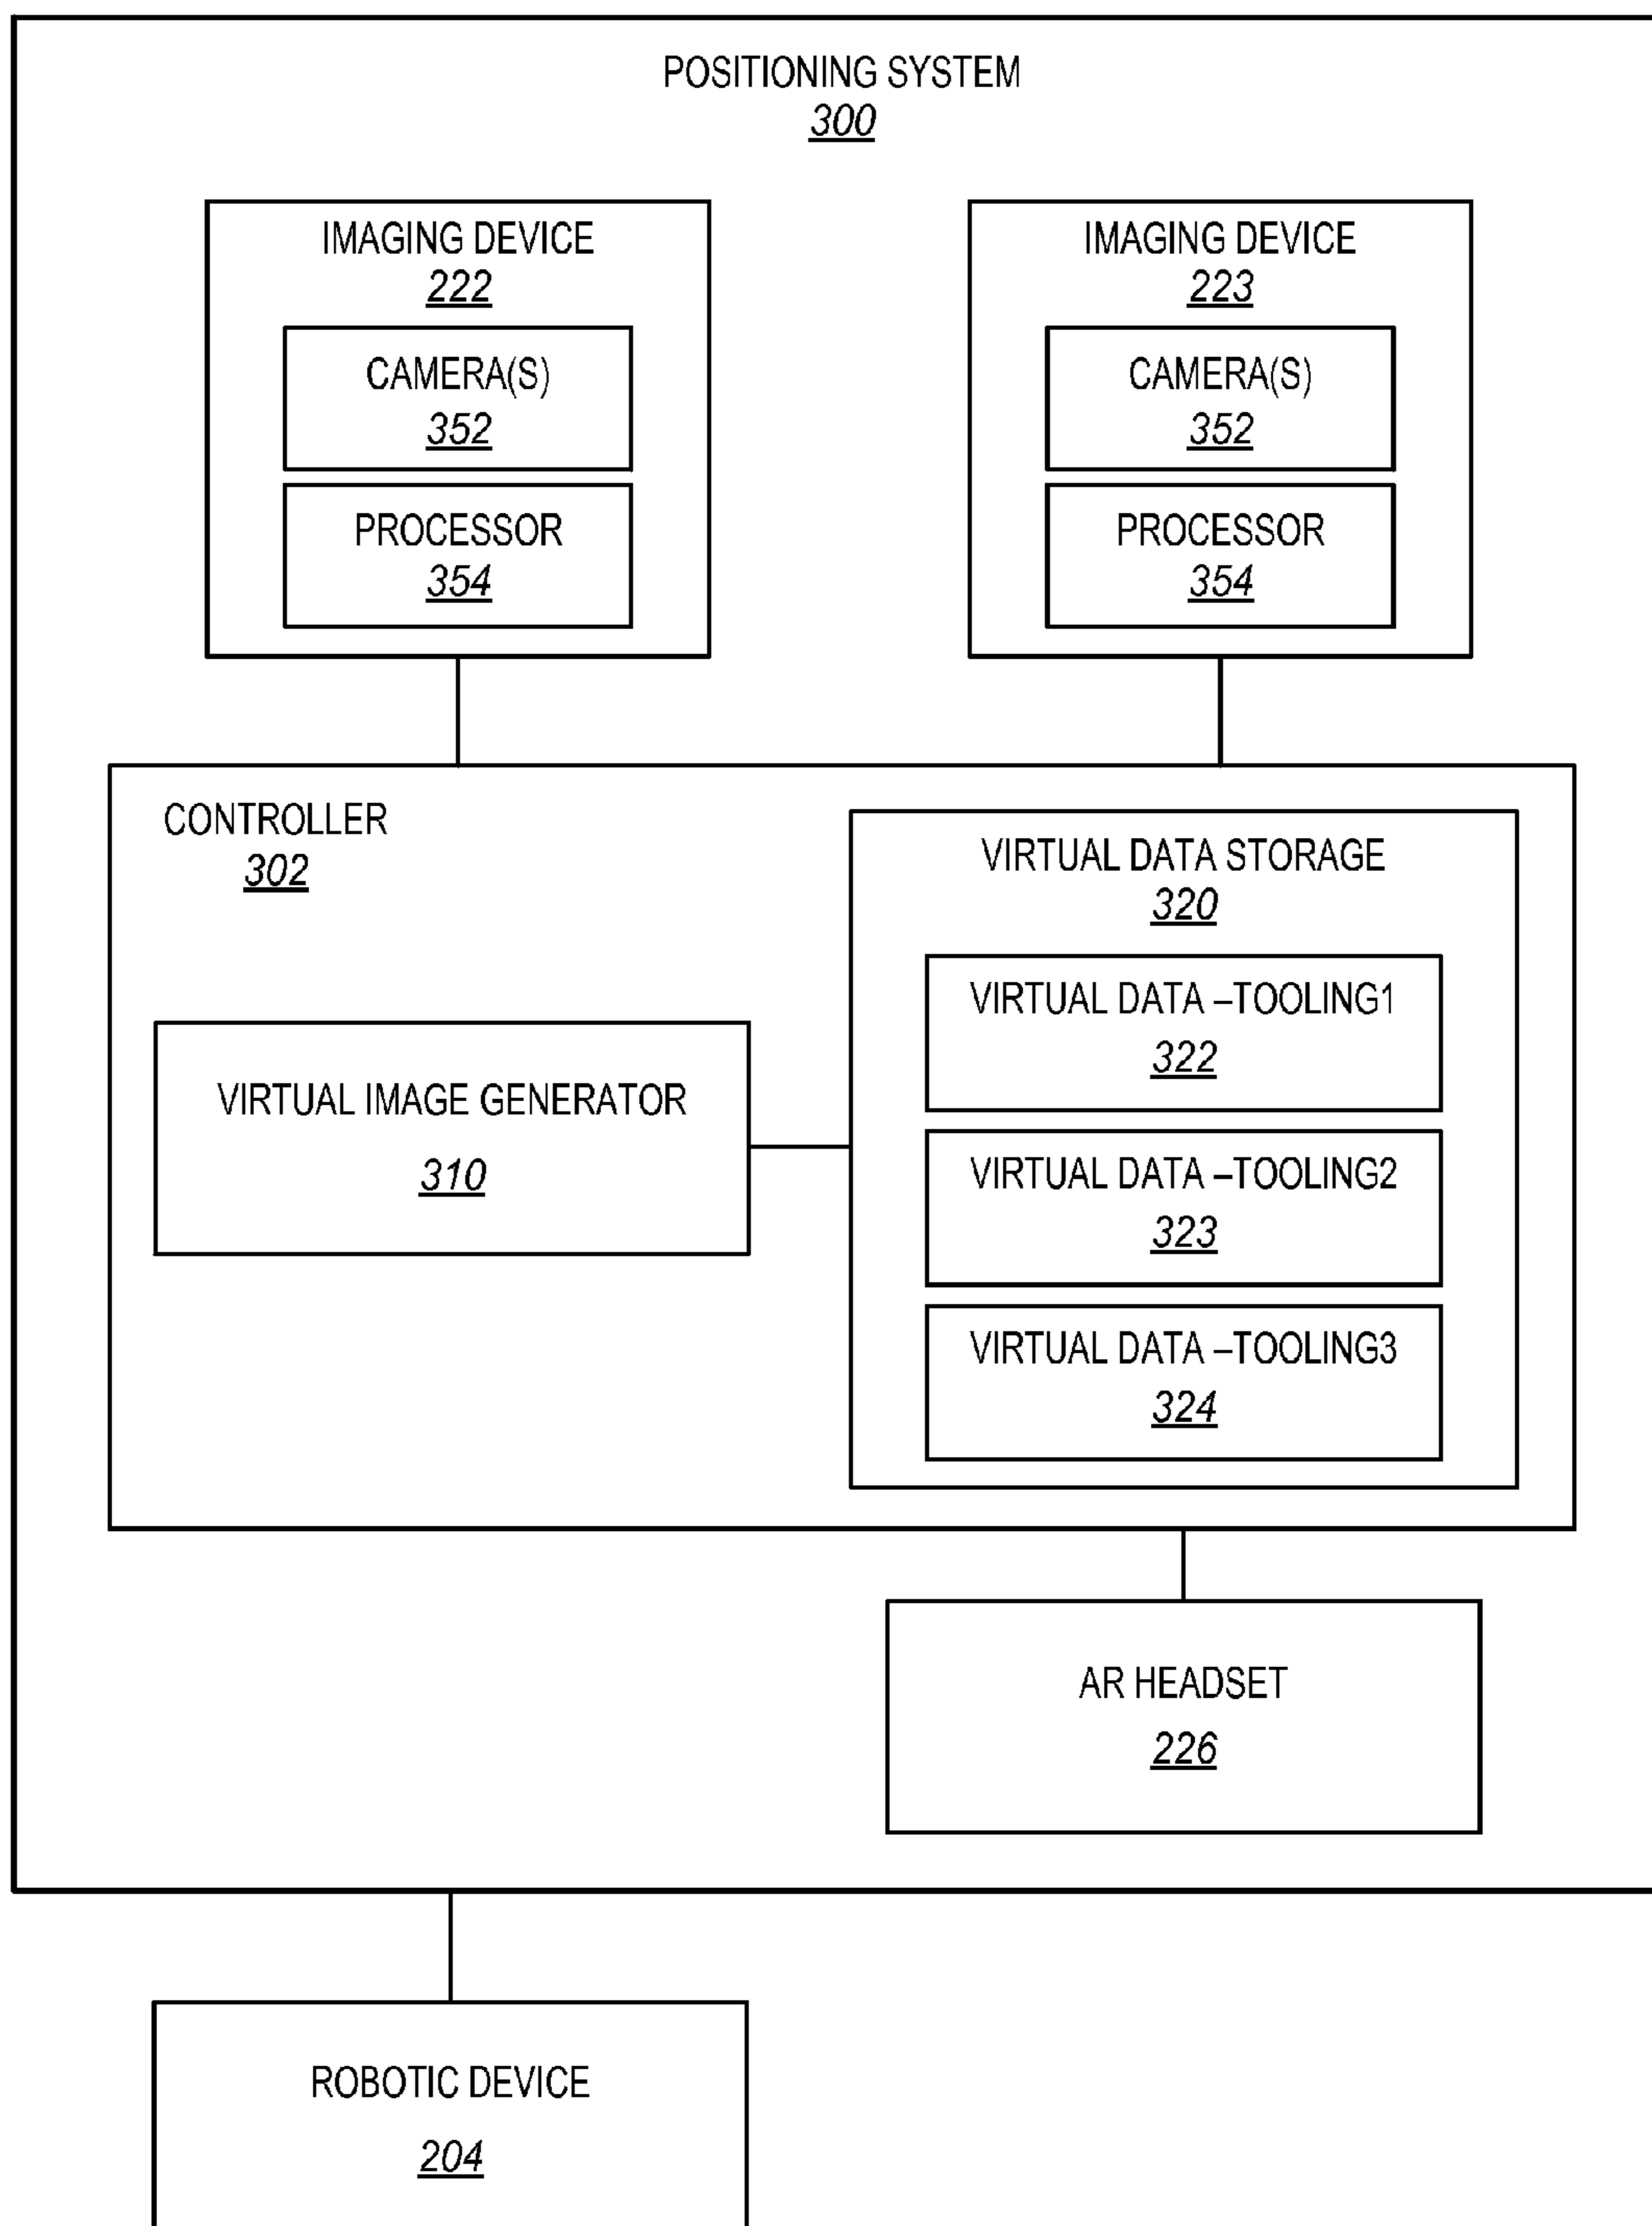 POSITIONING SYSTEM
300
IMAGING DEVICE
222
CAMERA(S)
352
PROCESSOR
354
IMAGING DEVICE
223
CAMERA(S)
352
PROCESSOR
354
CONTROLLER
302
VIRTUAL IMAGE GENERATOR
310
VIRTUAL DATA STORAGE
320
VIRTUAL DATA –TOOLING1
322
VIRTUAL DATA –TOOLING2
323
VIRTUAL DATA –TOOLING3
324
AR HEADSET
226
ROBOTIC DEVICE
204